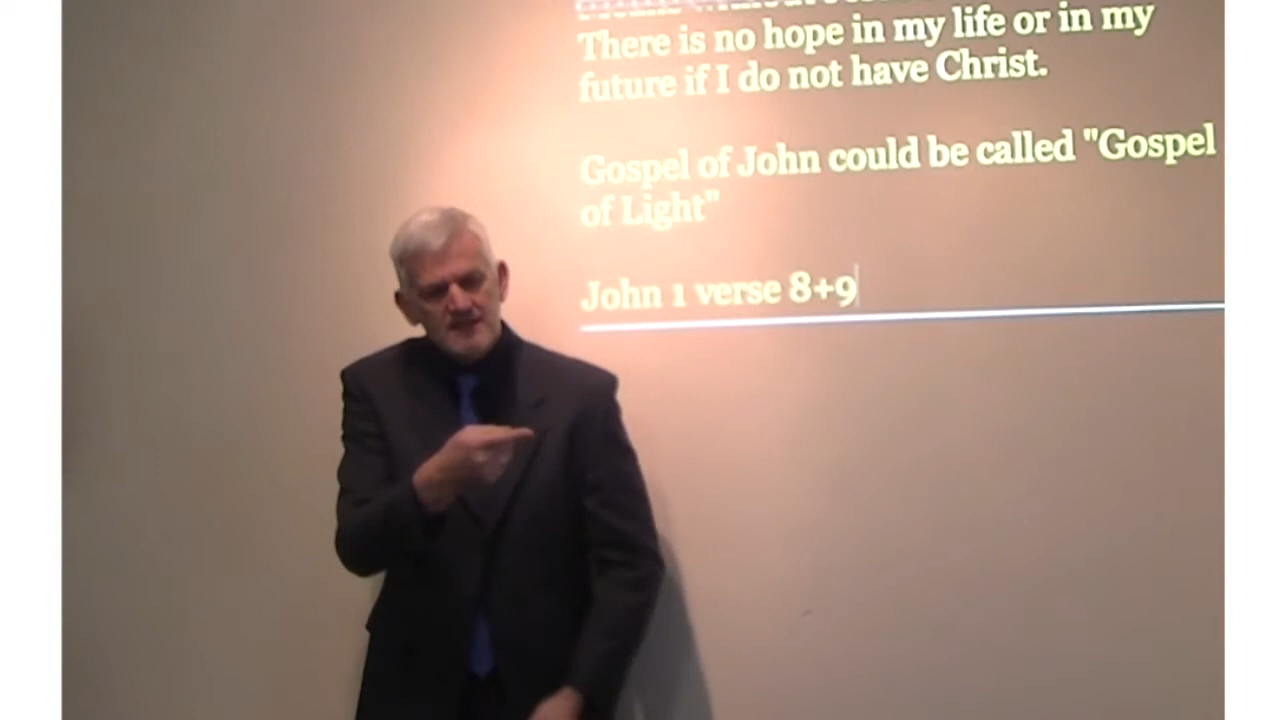 There is no hope in my life or in my
future if I do not have Christ.
Gospel of John could be called "Gospel
of Light"
John 1 verse 8+9